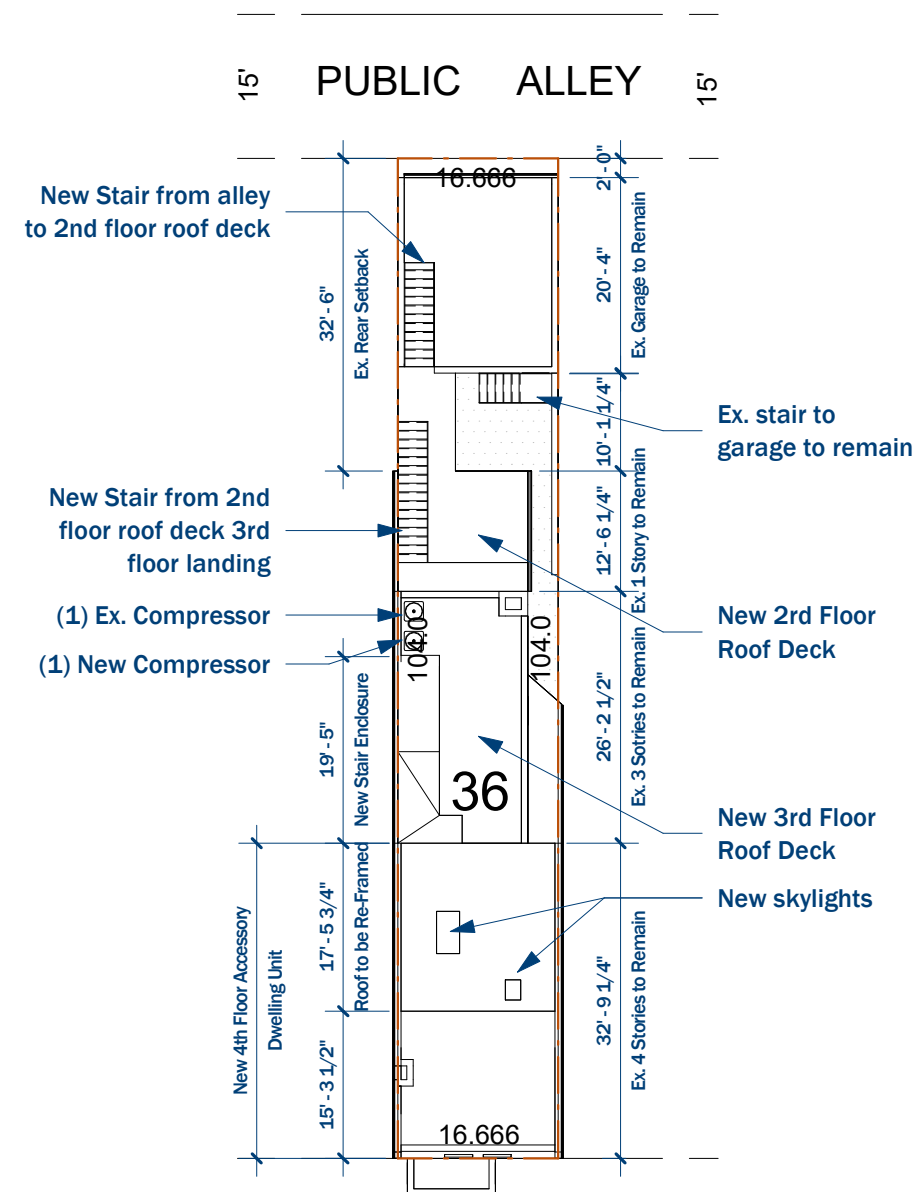 15'
PUBLIC ALLEY
15'
16.666
2'-0"
New Stair from alley
to 2nd floor roof deck
32'-6"
Ex. Rear Setback
20'-4"
Ex. Garage to Remain
10'-1 1/4"
Ex. stair to
garage to remain
New Stair from 2nd
floor roof deck 3rd
floor landing
12'-6 1/4"
Ex. 1 Story to Remain
(1) Ex. Compressor
(1) New Compressor
104.0
104.0
New 2rd Floor
Roof Deck
19'-5"
New Stair Enclosure
26'-2 1/2"
Ex. 3 Sotries to Remain
36
New 3rd Floor
Roof Deck
New skylights
New 4th Floor Accessory
Dwelling Unit
17'-5 3/4"
Roof to be Re-Framed
32'-9 1/4"
Ex. 4 Stories to Remain
15'-3 1/2"
16.666